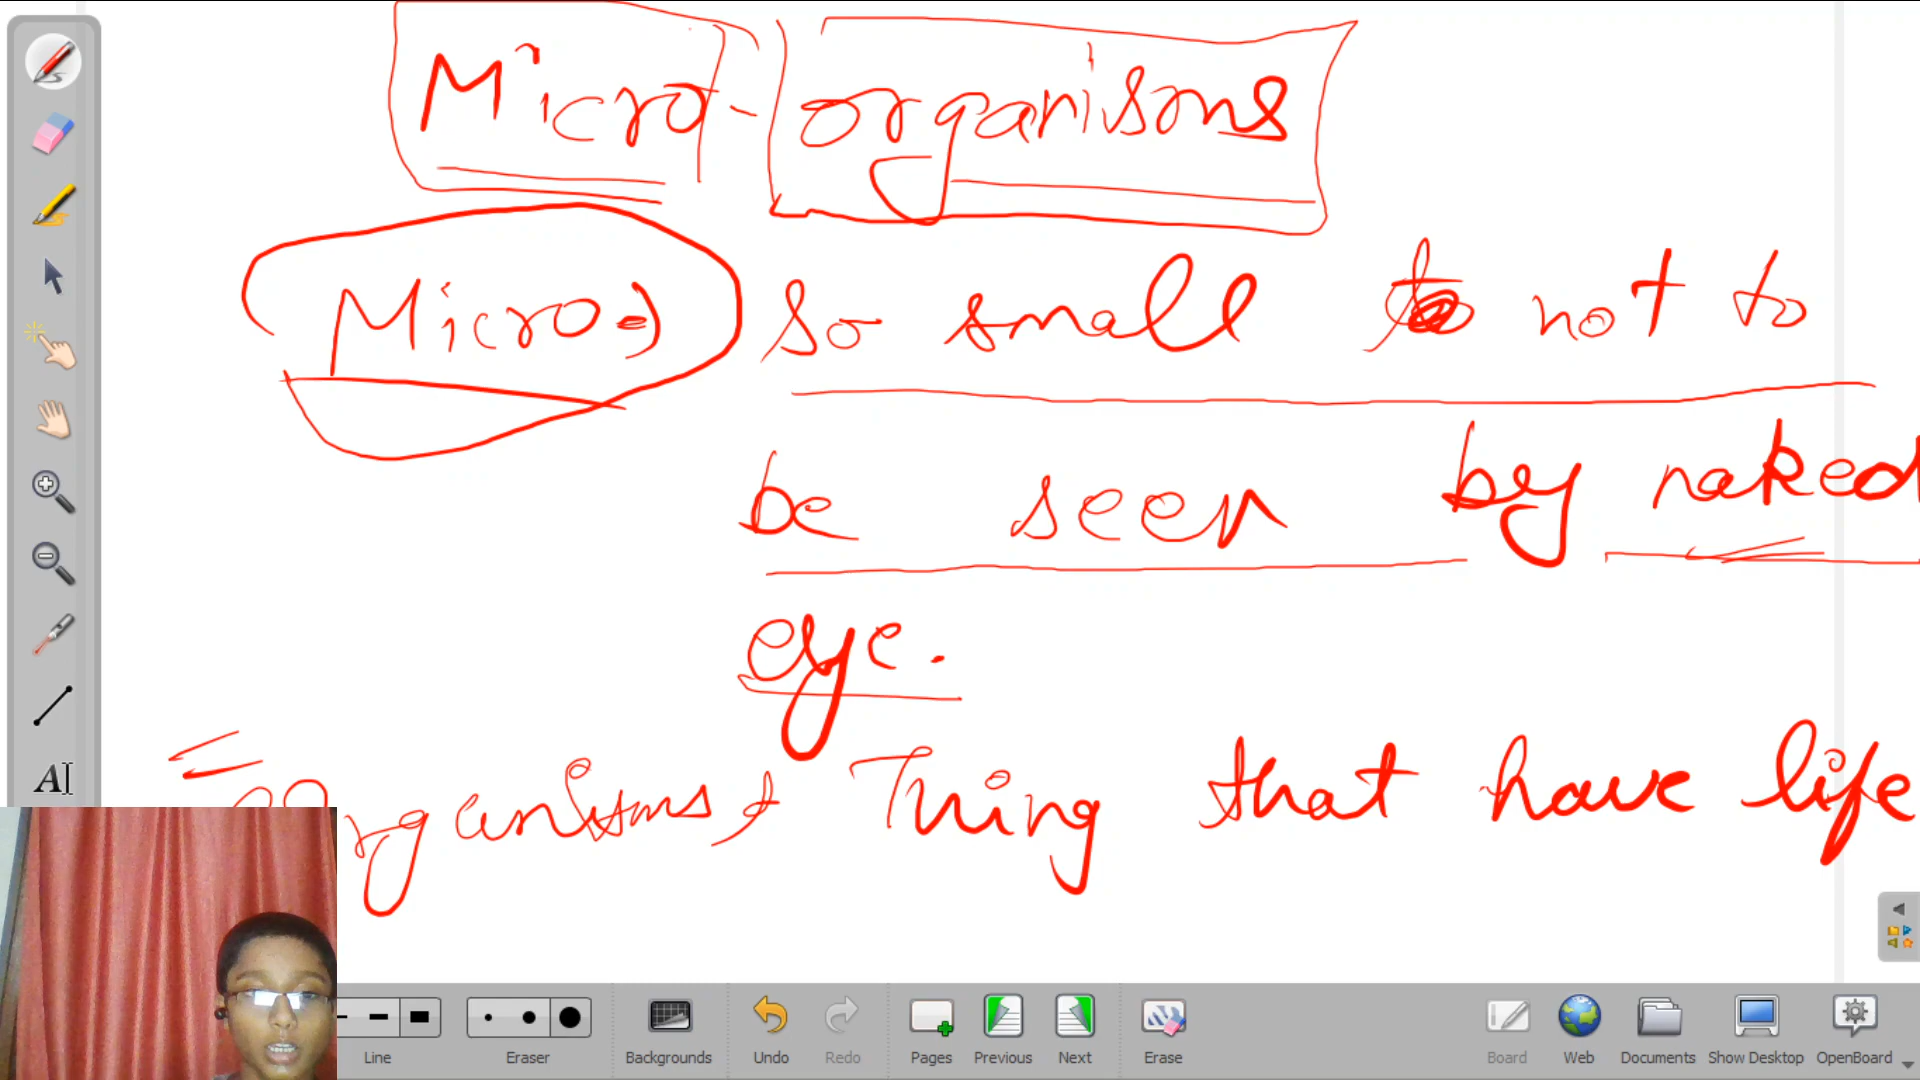 Micro-organisms
Micro⇒ So small not to
be seen by naked
eye.
= Organisms → Thing that have life
Line
Eraser
Backgrounds
Undo
Redo
Pages
Previous
Next
Erase
Board
Web
Documents
Show Desktop
OpenBoard